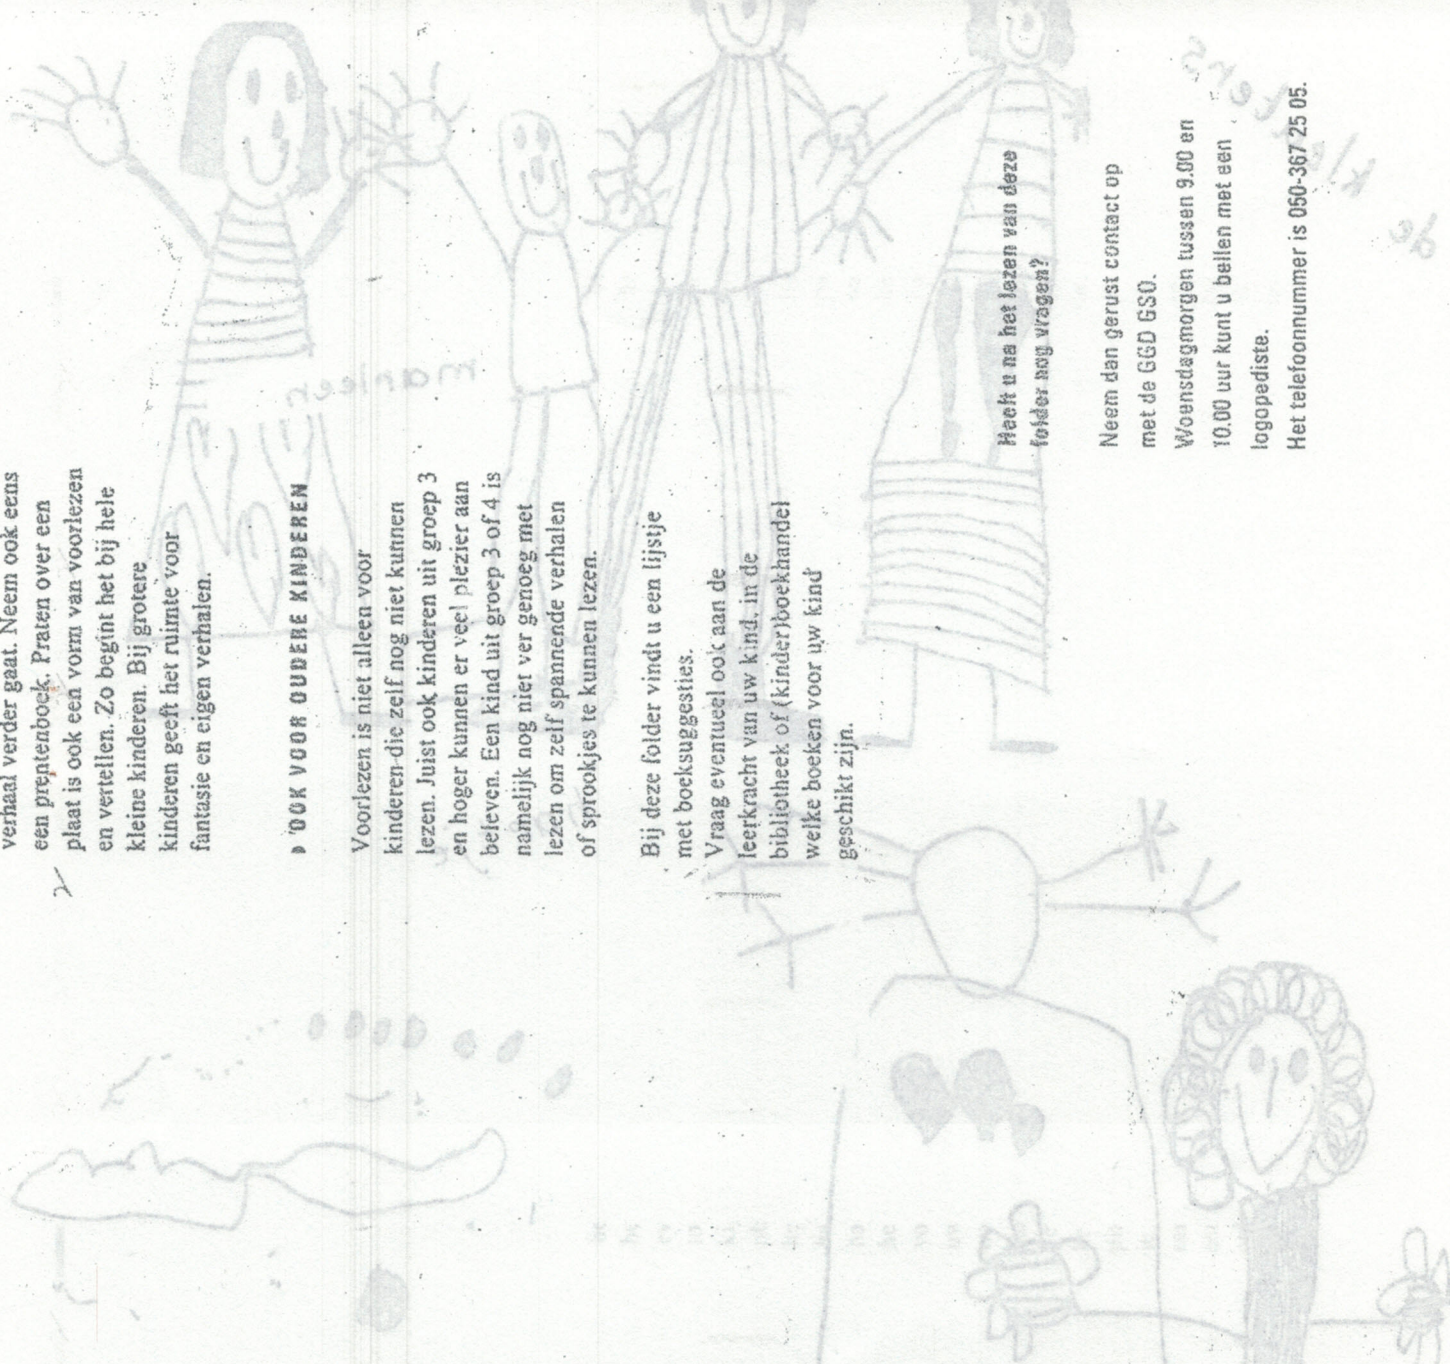 verhaal verder gaat. Neem ook eens
een prentenboek. Praten over een
plaat is ook een vorm van voorlezen
en vertellen. Zo begint het bij hele
kleine kinderen. Bij grotere
kinderen geeft het ruimte voor
fantasie en eigen verhalen.
OOK VOOR OUDERE KINDEREN
Voorlezen is niet alleen voor
kinderen die zelf nog niet kunnen
lezen. Juist ook kinderen uit groep 3
en hoger kunnen er veel plezier aan
beleven. Een kind uit groep 3 of 4 is
namelijk nog niet ver genoeg met
lezen om zelf spannende verhalen
of sprookjes te kunnen lezen.
Bij deze folder vindt u een lijstje
met boeksuggesties.
Vraag eventueel ook aan de
leerkracht van uw kind, in de
bibliotheek of (kinder)boekhandel
welke boeken voor uw kind
geschikt zijn.
Heeft u na het lezen van deze
folder nog vragen?
Neem dan gerust contact op
met de GGD GSO.
Woensdagmorgen tussen 9.00 en
10.00 uur kunt u bellen met een
logopediste.
Het telefoonnummer is 050-367 25 05.
marleen
de kleuters